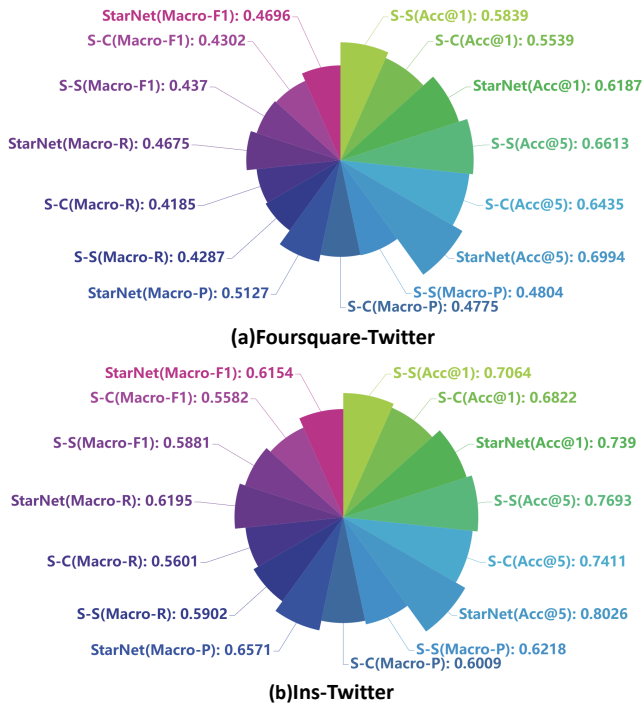 StarNet(Macro-F1): 0.4696
S-S(Acc@1): 0.5839
S-C(Macro-F1): 0.4302
S-C(Acc@1): 0.5539
S-S(Macro-F1): 0.437
StarNet(Acc@1): 0.6187
StarNet(Macro-R): 0.4675
S-S(Acc@5): 0.6613
S-C(Macro-R): 0.4185
S-C(Acc@5): 0.6435
S-S(Macro-R): 0.4287
StarNet(Acc@5): 0.6994
StarNet(Macro-P): 0.5127
S-S(Macro-P): 0.4804
S-C(Macro-P): 0.4775
(a)Foursquare-Twitter
StarNet(Macro-F1): 0.6154
S-S(Acc@1): 0.7064
S-C(Macro-F1): 0.5582
S-C(Acc@1): 0.6822
S-S(Macro-F1): 0.5881
StarNet(Acc@1): 0.739
StarNet(Macro-R): 0.6195
S-S(Acc@5): 0.7693
S-C(Macro-R): 0.5601
S-C(Acc@5): 0.7411
S-S(Macro-R): 0.5902
StarNet(Acc@5): 0.8026
StarNet(Macro-P): 0.6571
S-S(Macro-P): 0.6218
S-C(Macro-P): 0.6009
(b)Ins-Twitter